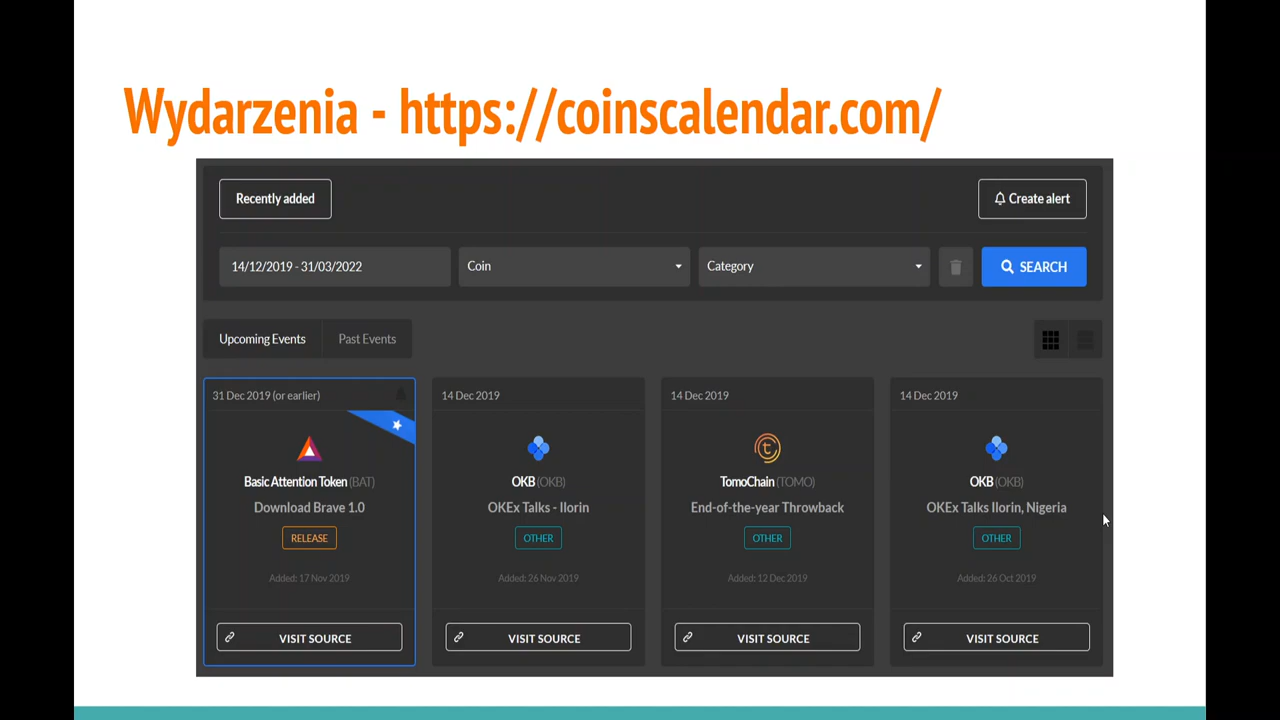 Wydarzenia - https://coinscalendar.com/
Recently added
Create alert
14/12/2019 - 31/03/2022
Coin
Category
SEARCH
Upcoming Events
Past Events
31 Dec 2019 (or earlier)
Basic Attention Token (BAT)
Download Brave 1.0
RELEASE
Added: 17 Nov 2019
VISIT SOURCE
14 Dec 2019
OKB (OKB)
OKEx Talks - Ilorin
OTHER
Added: 26 Nov 2019
VISIT SOURCE
14 Dec 2019
TomoChain (TOMO)
End-of-the-year Throwback
OTHER
Added: 12 Dec 2019
VISIT SOURCE
14 Dec 2019
OKB (OKB)
OKEx Talks Ilorin, Nigeria
OTHER
Added: 26 Oct 2019
VISIT SOURCE